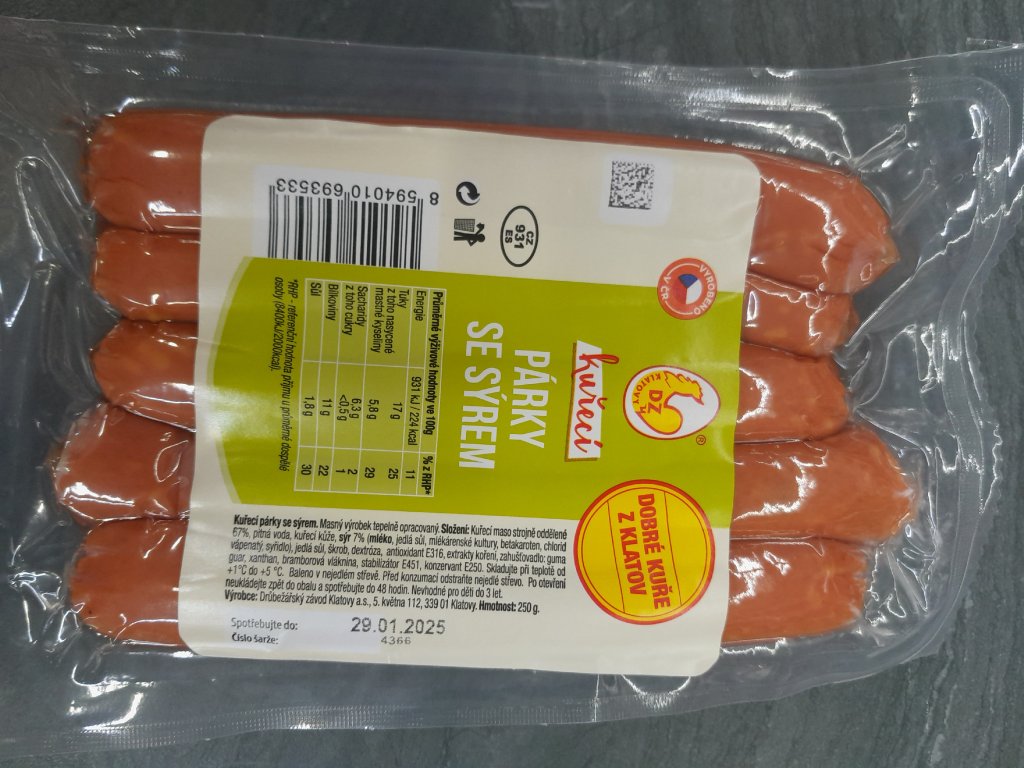 VYROBENO
V ČR
DZ
KLATOVY
®
kuřecí
PÁRKY
SE SÝREM
DOBRÉ KUŘE
Z KLATOV
CZ
931
ES
8 594010 693533
Průměrné výživové hodnoty ve 100g % z RHP*
Energie 931 kJ / 224 kcal 11
Tuky 17 g 25
z toho nasycené
mastné kyseliny 5,8 g 29
Sacharidy 6,3 g 2
z toho cukry <0,5 g 1
Bílkoviny 11 g 22
Sůl 1,8 g 30
*RHP - referenční hodnota příjmu u průměrné dospělé
osoby (8400kJ/2000kcal).
Kuřecí párky se sýrem. Masný výrobek tepelně opracovaný. Složení: Kuřecí maso strojně oddělené
67%, pitná voda, kuřecí kůže, sýr 7% (mléko, jedlá sůl, mlékárenské kultury, betakaroten, chlorid
vápenatý, syřidlo), jedlá sůl, škrob, dextróza, antioxidant E316, extrakty koření, zahušťovadlo: guma
guar, xanthan, bramborová vláknina, stabilizátor E451, konzervant E250. Skladujte při teplotě od
+1°C do +5 °C. Baleno v nejedlém střevě. Před konzumací odstraňte nejedlé střevo. Po otevření
neukládejte zpět do obalu a spotřebujte do 48 hodin. Nevhodné pro děti do 3 let.
Výrobce: Drůbežářský závod Klatovy a.s., 5. května 112, 339 01 Klatovy. Hmotnost: 250 g.
Spotřebujte do: 29.01.2025
Číslo šarže: 4366